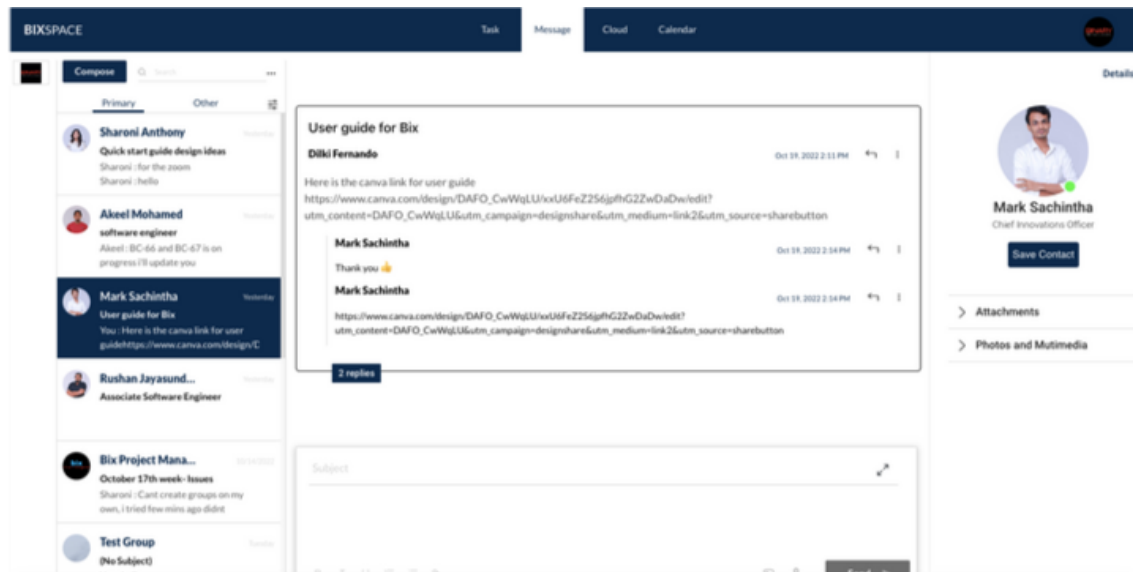 BIXSPACE
Task
Message
Cloud
Calendar
Compose
Primary
Other
Sharoni Anthony
Yesterday
Quick start guide design ideas
Sharoni : for the zoom
Sharoni : hello
Akeel Mohamed
Yesterday
software engineer
Akeel : BC-66 and BC-67 is on
progress i'll update you
Mark Sachintha
Yesterday
User guide for Bix
You : Here is the canva link for user
guidehttps://www.canva.com/design/D
Rushan Jayasund...
Yesterday
Associate Software Engineer
Bix Project Mana...
October 17th week- Issues
Sharoni : Cant create groups on my
own, i tried few mins ago didnt
Test Group
(No Subject)
User guide for Bix
Dilki Fernando
Oct 19, 2022 2:11 PM
Here is the canva link for user guide
https://www.canva.com/design/DAFO_CwWqLU/xxU6FeZ2S6jpfhG2ZwDaDw/edit?
utm_content=DAFO_CwWqLU&utm_campaign=designshare&utm_medium=link2&utm_source=sharebutton
Mark Sachintha
Oct 19, 2022 2:14 PM
Thank you 👍
Mark Sachintha
Oct 19, 2022 2:14 PM
https://www.canva.com/design/DAFO_CwWqLU/xxU6FeZ2S6jpfhG2ZwDaDw/edit?
utm_content=DAFO_CwWqLU&utm_campaign=designshare&utm_medium=link2&utm_source=sharebutton
2 replies
Subject
Details
Mark Sachintha
Chief Innovations Officer
Save Contact
Attachments
Photos and Mutimedia